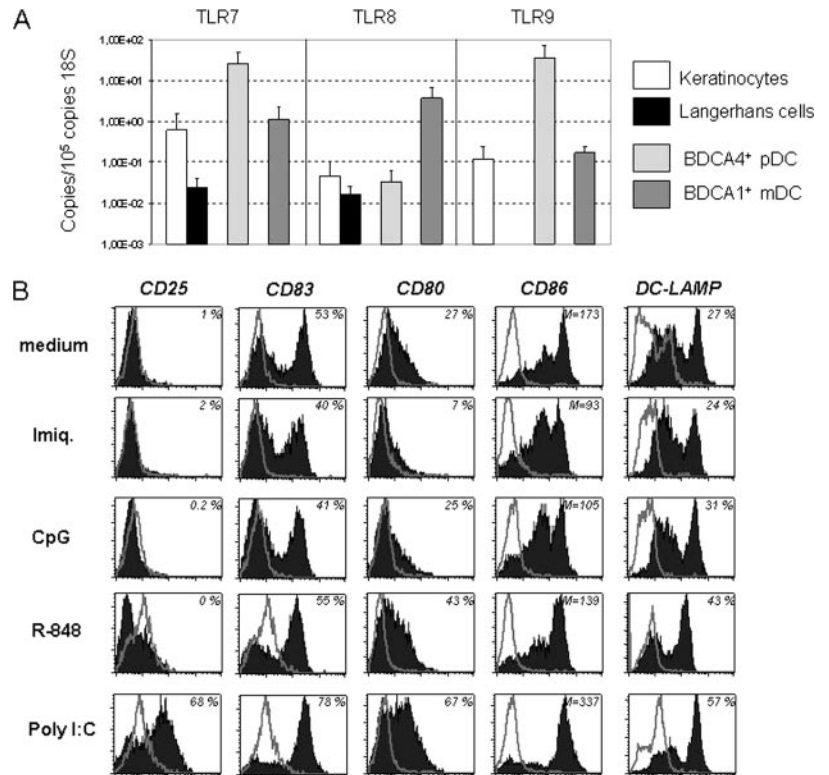 A
TLR7 TLR8 TLR9
Copies/10⁵ copies 18S
1,00E+02
1,00E+01
1,00E+00
1,00E-01
1,00E-02
1,00E-03
Keratinocytes
Langerhans cells
BDCA4⁺ pDC
BDCA1⁺ mDC
B
CD25 CD83 CD80 CD86 DC-LAMP
medium 1 % 53 % 27 % M=173 27 %
Imiq. 2 % 40 % 7 % M=93 24 %
CpG 0.2 % 41 % 25 % M=105 31 %
R-848 0 % 55 % 43 % M=139 43 %
Poly I:C 68 % 78 % 67 % M=337 57 %